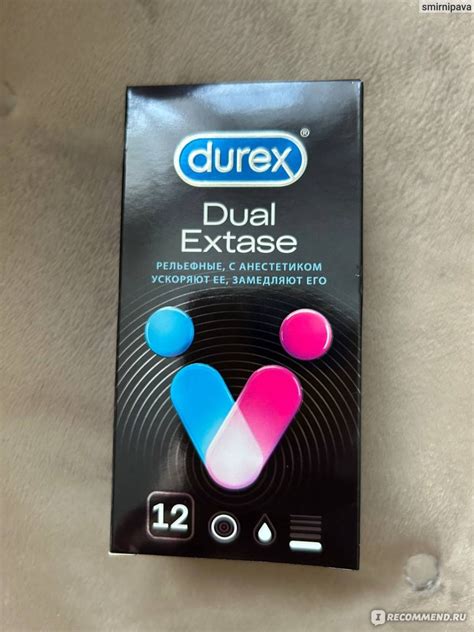 smirnipava
durex®
Dual
Extase
РЕЛЬЕФНЫЕ, С АНЕСТЕТИКОМ
УСКОРЯЮТ ЕЕ, ЗАМЕДЛЯЮТ ЕГО
12
I RECOMMEND.RU